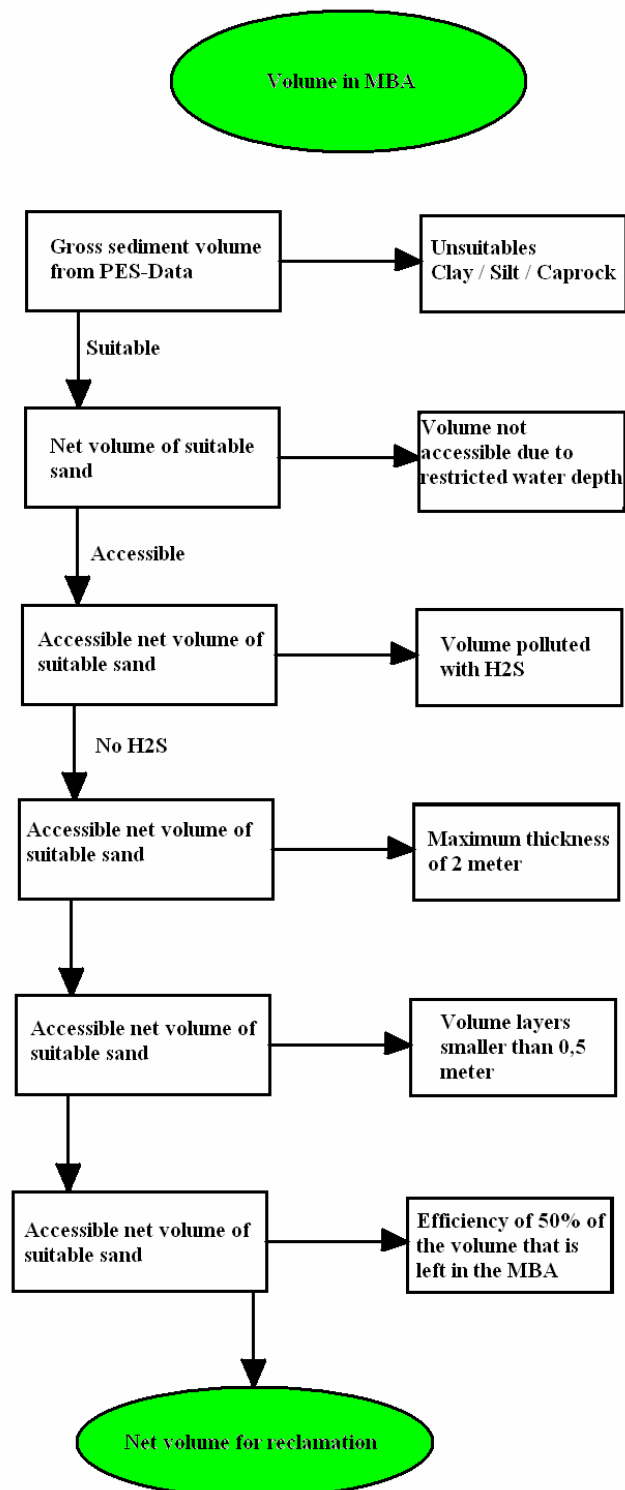 Volume in MBA
Gross sediment volume
from PES-Data
Unsuitables
Clay / Silt / Caprock
Suitable
Net volume of suitable
sand
Volume not
accessible due to
restricted water depth
Accessible
Accessible net volume of
suitable sand
Volume polluted
with H2S
No H2S
Accessible net volume of
suitable sand
Maximum thickness
of 2 meter
Accessible net volume of
suitable sand
Volume layers
smaller than 0,5
meter
Accessible net volume of
suitable sand
Efficiency of 50% of
the volume that is
left in the MBA
Net volume for reclamation